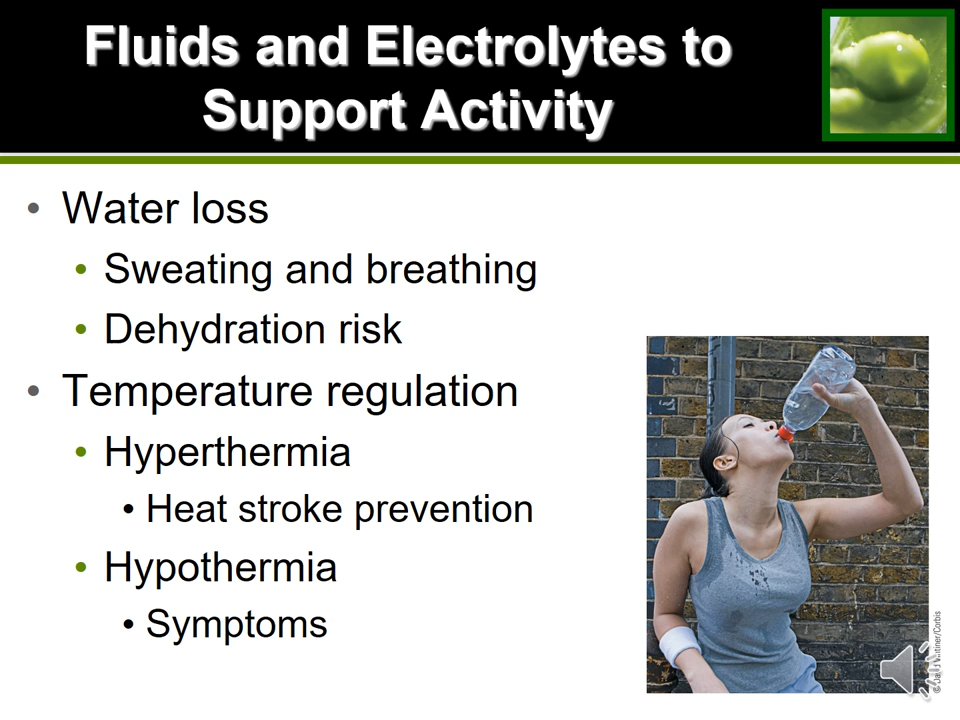 Fluids and Electrolytes to
Support Activity
• Water loss
• Sweating and breathing
• Dehydration risk
• Temperature regulation
• Hyperthermia
• Heat stroke prevention
• Hypothermia
• Symptoms
/Corbis